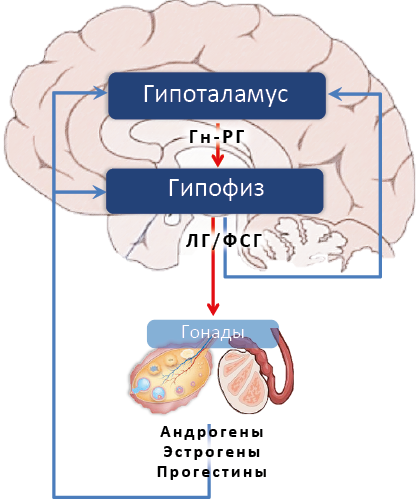 Гипоталамус
Гн-РГ
Гипофиз
ЛГ/ФСГ
Гонады
Андрогены
Эстрогены
Прогестины